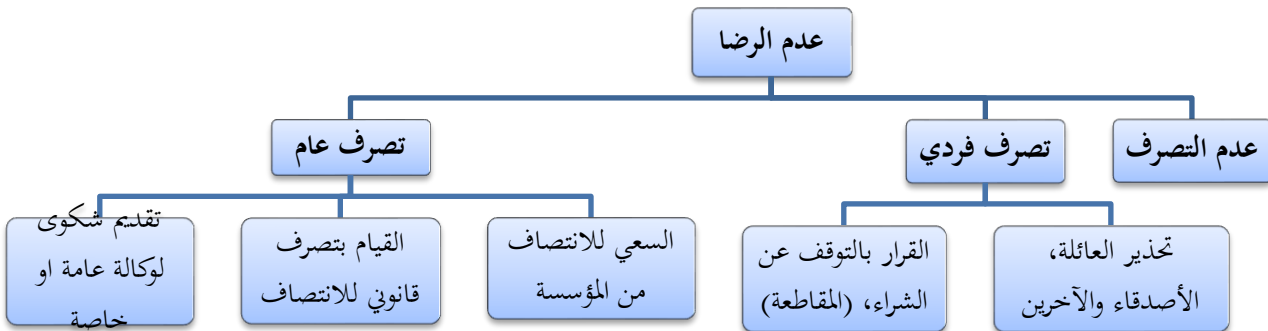 عدم الرضا
عدم التصرف
تصرف فردي
تصرف عام
تحذير العائلة،
الأصدقاء والآخرين
القرار بالتوقف عن
الشراء، (المقاطعة)
السعي للانتصاف
من المؤسسة
القيام بتصرف
قانوني للانتصاف
تقديم شكوى
لوكالة عامة او
خاصة